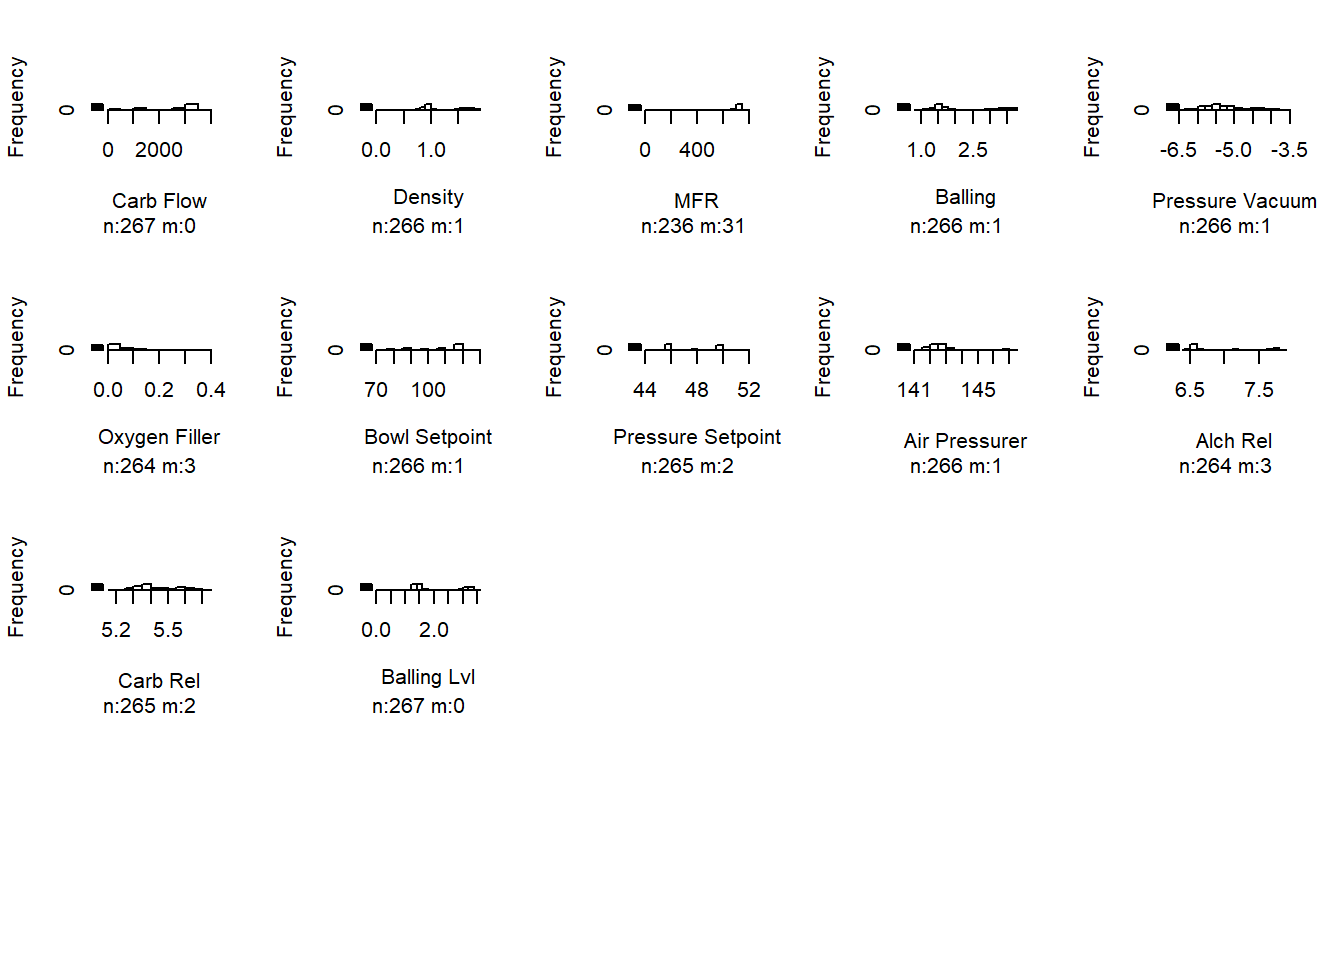 Frequency
0
0 2000
Carb Flow
n:267 m:0
Frequency
0
0.0 1.0
Density
n:266 m:1
Frequency
0
0 400
MFR
n:236 m:31
Frequency
0
1.0 2.5
Balling
n:266 m:1
Frequency
0
-6.5 -5.0 -3.5
Pressure Vacuum
n:266 m:1
Frequency
0
0.0 0.2 0.4
Oxygen Filler
n:264 m:3
Frequency
0
70 100
Bowl Setpoint
n:266 m:1
Frequency
0
44 48 52
Pressure Setpoint
n:265 m:2
Frequency
0
141 145
Air Pressurer
n:266 m:1
Frequency
0
6.5 7.5
Alch Rel
n:264 m:3
Frequency
0
5.2 5.5
Carb Rel
n:265 m:2
Frequency
0
0.0 2.0
Balling Lvl
n:267 m:0